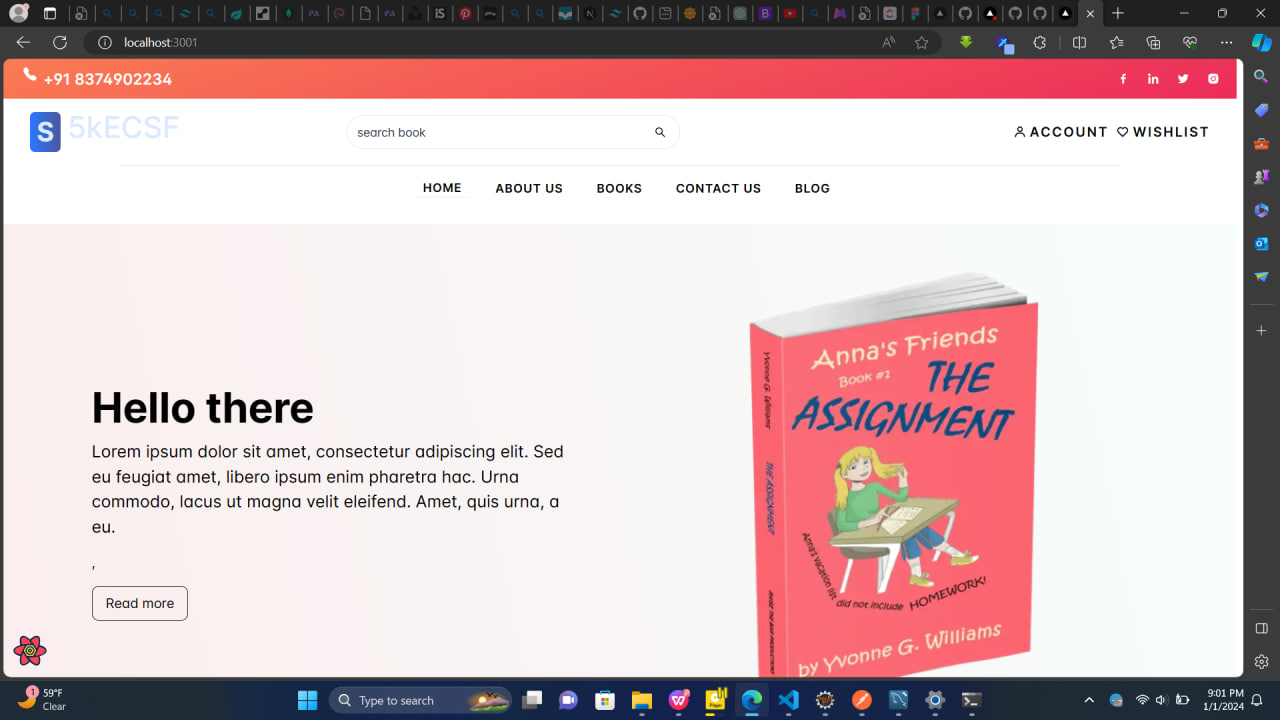 localhost:3001
+91 8374902234
S 5kECSF
search book
ACCOUNT WISHLIST
HOME ABOUT US BOOKS CONTACT US BLOG
Hello there
Lorem ipsum dolor sit amet, consectetur adipiscing elit. Sed
eu feugiat amet, libero ipsum enim pharetra hac. Urna
commodo, lacus ut magna velit eleifend. Amet, quis urna, a
eu.
,
Read more
Anna's Friends
Book #1
THE
ASSIGNMENT
Anna's vacation list
did not include HOMEWORK!
by Yvonne G. Williams
Yvonne G. Williams
THE ASSIGNMENT
1
59°F
Clear
Type to search
9:01 PM
1/1/2024